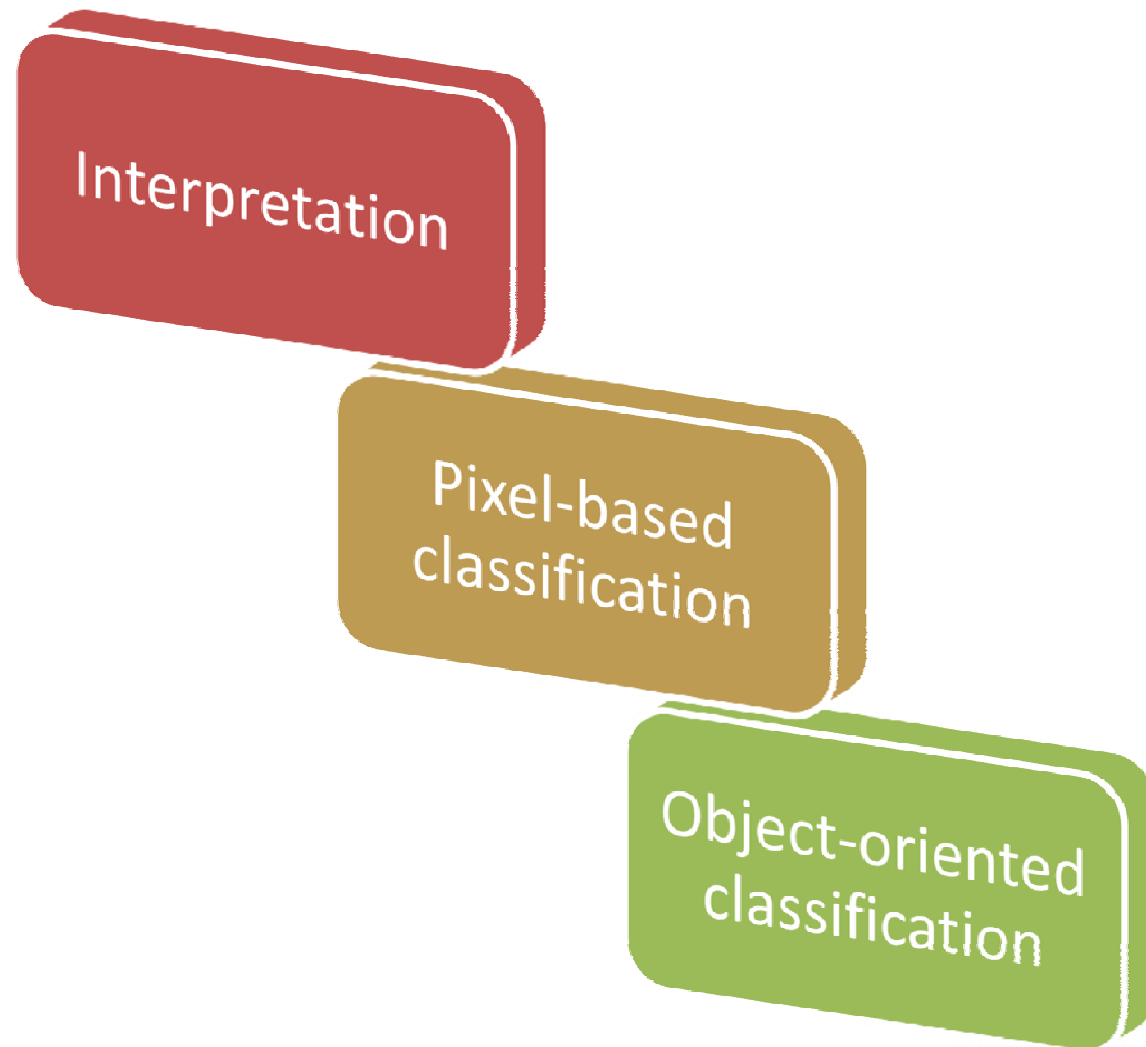 Interpretation
Pixel-based
classification
Object-oriented
classification